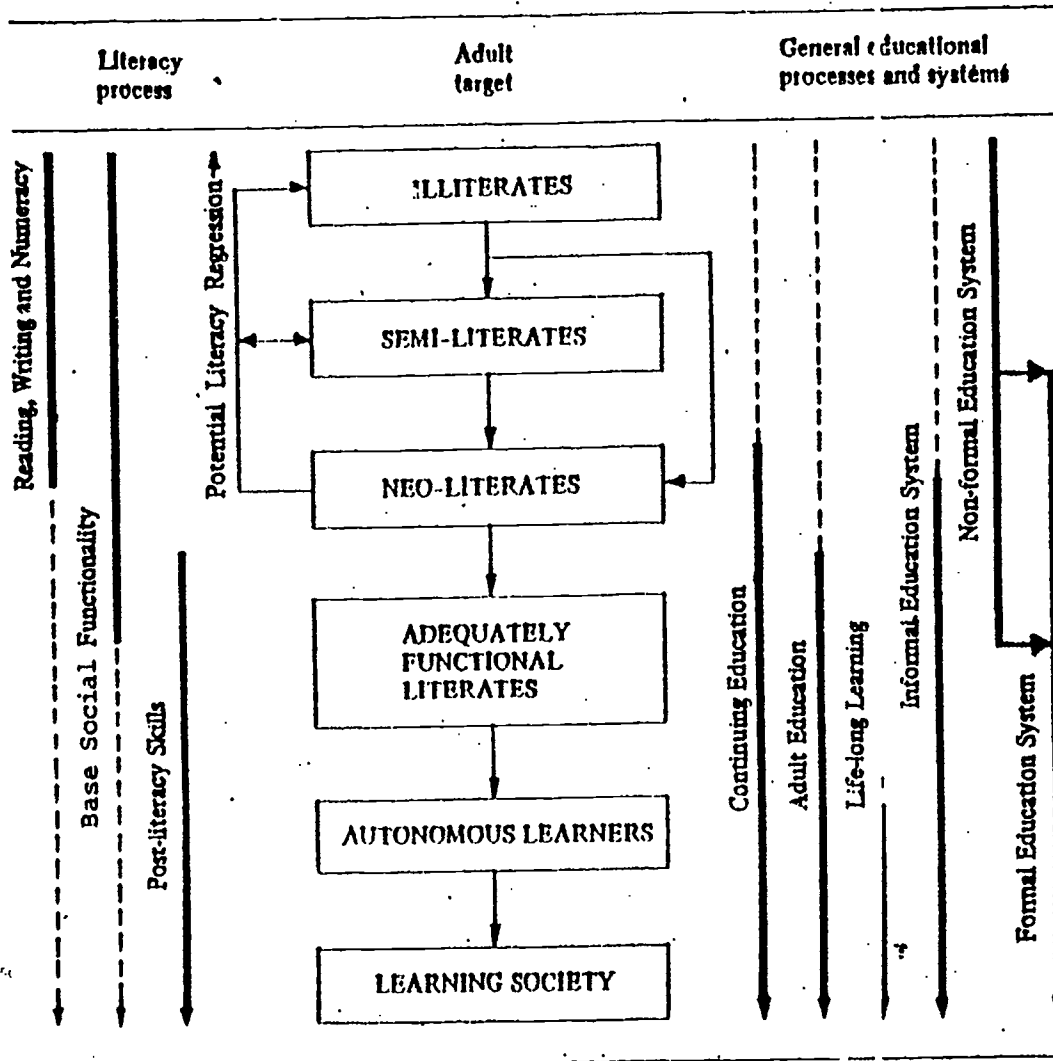 Literacy
process
Adult
target
General educational
processes and systems
Reading, Writing and Numeracy
Base Social Functionality
Post-literacy Skills
Potential Literacy Regression
ILLITERATES
SEMI-LITERATES
NEO-LITERATES
ADEQUATELY
FUNCTIONAL
LITERATES
AUTONOMOUS LEARNERS
LEARNING SOCIETY
Continuing Education
Adult Education
Life-long Learning
Informal Education System
Non-formal Education System
Formal Education System